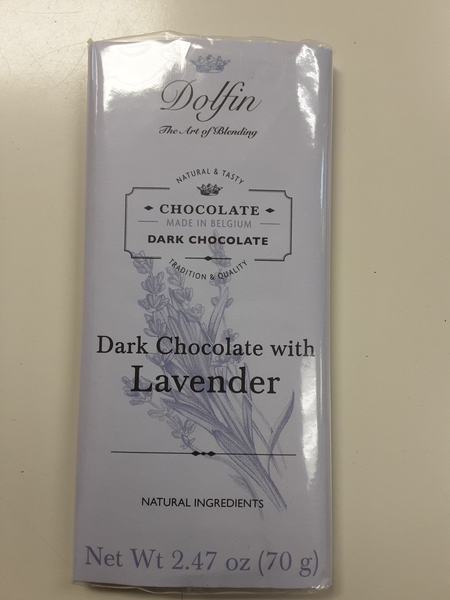 Dolfin
The Art of Blending
NATURAL & TASTY
CHOCOLATE
MADE IN BELGIUM
DARK CHOCOLATE
TRADITION & QUALITY
Dark Chocolate with
Lavender
NATURAL INGREDIENTS
Net Wt 2.47 oz (70 g)